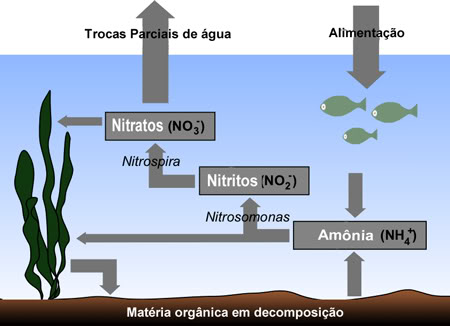 Trocas Parciais de água
Alimentação
Nitratos (NO3-)
Nitrospira
Nitritos (NO2-)
Nitrosomonas
Amônia (NH4+)
Matéria orgânica em decomposição